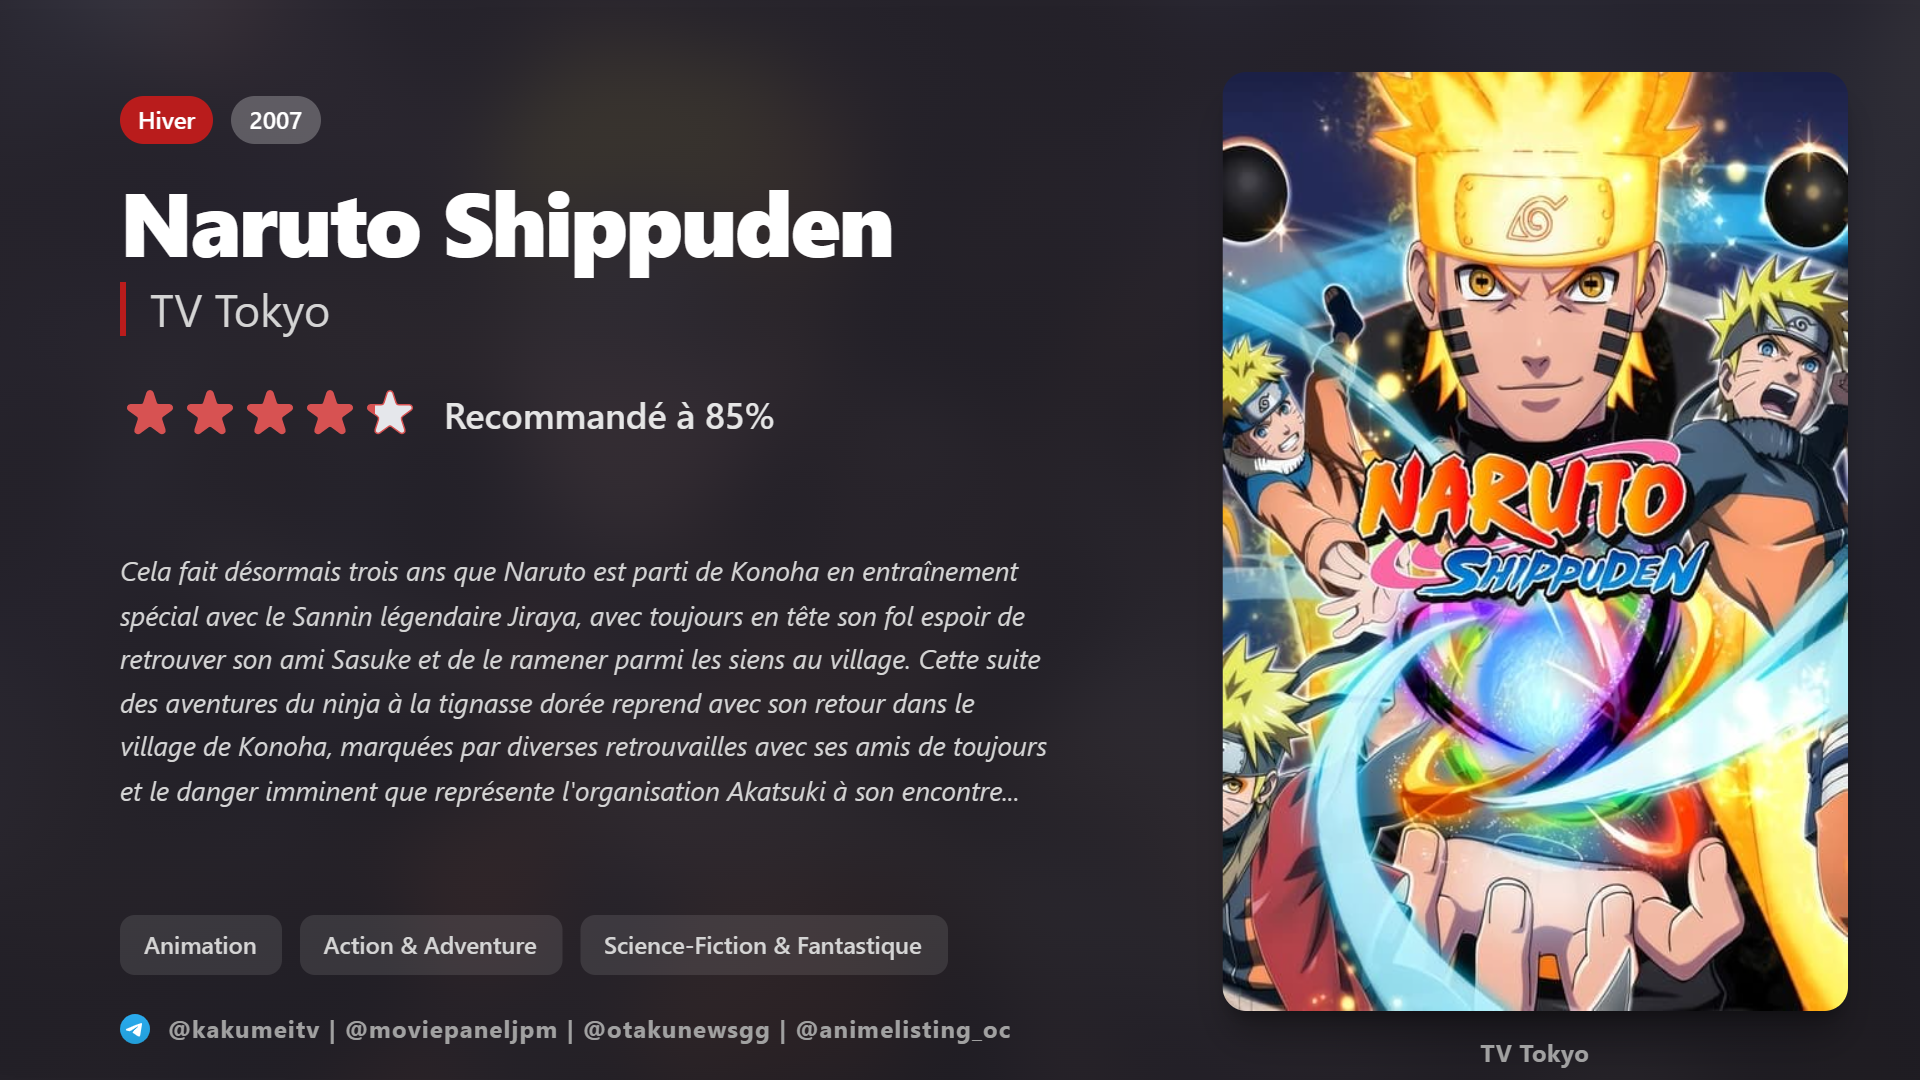 Hiver 2007
Naruto Shippuden
TV Tokyo
Recommandé à 85%
Cela fait désormais trois ans que Naruto est parti de Konoha en entraînement
spécial avec le Sannin légendaire Jiraya, avec toujours en tête son fol espoir de
retrouver son ami Sasuke et de le ramener parmi les siens au village. Cette suite
des aventures du ninja à la tignasse dorée reprend avec son retour dans le
village de Konoha, marquées par diverses retrouvailles avec ses amis de toujours
et le danger imminent que représente l'organisation Akatsuki à son encontre...
Animation Action & Adventure Science-Fiction & Fantastique
@kakumeitv | @moviepaneljpm | @otakunewsgg | @animelisting_oc
NARUTO
SHIPPUDEN
TV Tokyo